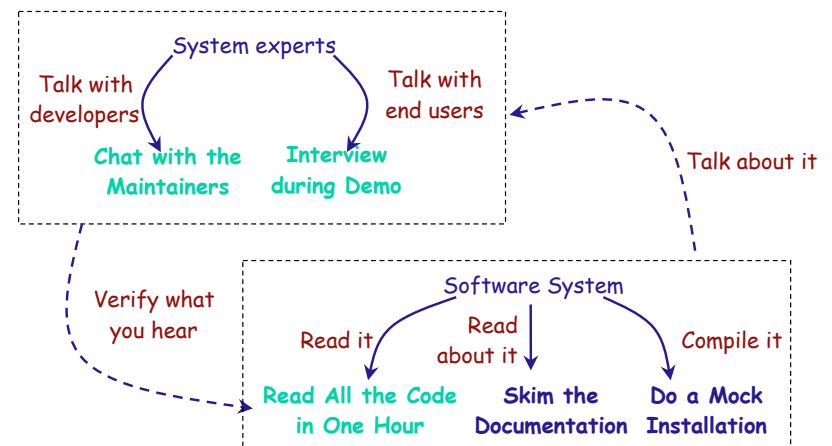 System experts
Talk with
developers
Talk with
end users
Chat with the
Maintainers
Interview
during Demo
Talk about it
Verify what
you hear
Software System
Read it
Read
about it
Compile it
Read All the Code
in One Hour
Skim the
Documentation
Do a Mock
Installation